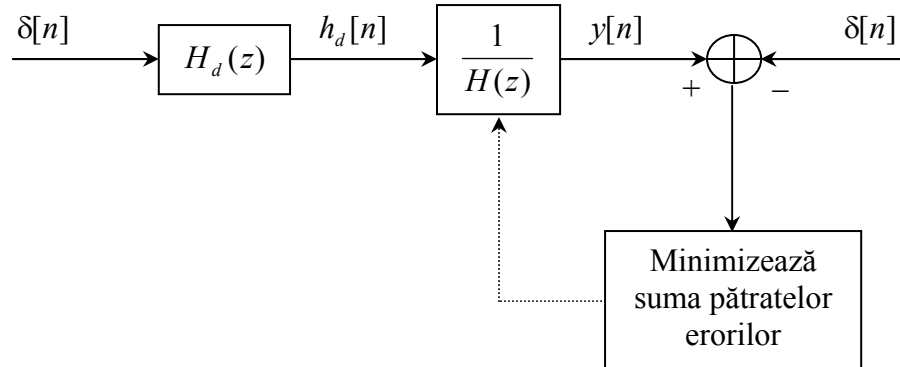 δ[n]
H_d(z)
h_d[n]
1
H(z)
y[n]
δ[n]
+
−
Minimizează
suma pătratelor
erorilor